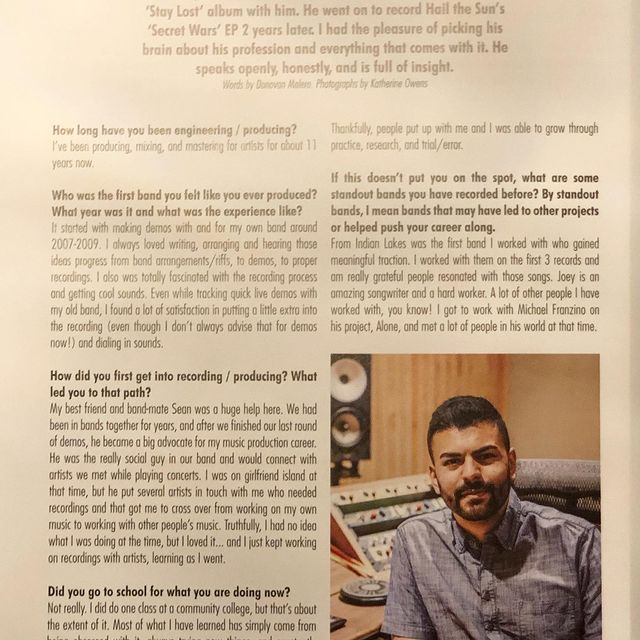 'Stay Lost' album with him. He went on to record Hail the Sun's
'Secret Wars' EP 2 years later. I had the pleasure of picking his
brain about his profession and everything that comes with it. He
speaks openly, honestly, and is full of insight.
Words by Donovan Melero. Photographs by Katherine Owens
How long have you been engineering / producing?
I've been producing, mixing, and mastering for artists for about 11
years now.
Who was the first band you felt like you ever produced?
What year was it and what was the experience like?
It started with making demos with and for my own band around
2007-2009. I always loved writing, arranging and hearing those
ideas progress from band arrangements/riffs, to demos, to proper
recordings. I also was totally fascinated with the recording process
and getting cool sounds. Even while tracking quick live demos with
my old band, I found a lot of satisfaction in putting a little extra into
the recording (even though I don't always advise that for demos
now!) and dialing in sounds.
How did you first get into recording / producing? What
led you to that path?
My best friend and band-mate Sean was a huge help here. We had
been in bands together for years, and after we finished our last round
of demos, he became a big advocate for my music production career.
He was the really social guy in our band and would connect with
artists we met while playing concerts. I was on girlfriend island at
that time, but he put several artists in touch with me who needed
recordings and that got me to cross over from working on my own
music to working with other people's music. Truthfully, I had no idea
what I was doing at the time, but I loved it... and I just kept working
on recordings with artists, learning as I went.
Did you go to school for what you are doing now?
Not really. I did do one class at a community college, but that's about
the extent of it. Most of what I have learned has simply come from
being obsessed with it, always trying new things, and
Thankfully, people put up with me and I was able to grow through
practice, research, and trial/error.
If this doesn't put you on the spot, what are some
standout bands you have recorded before? By standout
bands, I mean bands that may have led to other projects
or helped push your career along.
From Indian Lakes was the first band I worked with who gained
meaningful traction. I worked with them on the first 3 records and
am really grateful people resonated with those songs. Joey is an
amazing songwriter and a hard worker. A lot of other people I have
worked with, you know! I got to work with Michael Franzino on
his project, Alone, and met a lot of people in his world at that time.